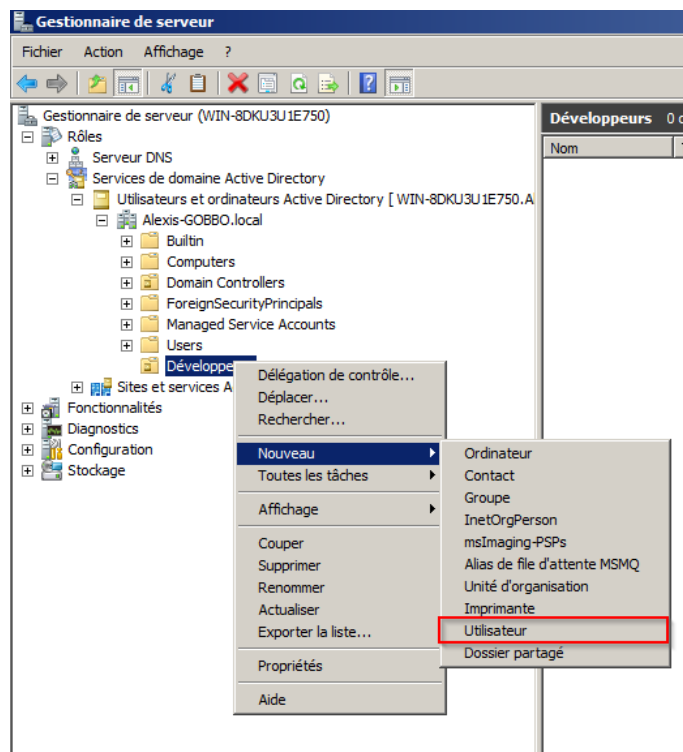 Gestionnaire de serveur
Fichier Action Affichage ?
Gestionnaire de serveur (WIN-8DKU3U1E750)
Rôles
Serveur DNS
Services de domaine Active Directory
Utilisateurs et ordinateurs Active Directory [ WIN-8DKU3U1E750.A
Alexis-GOBBO.local
Builtin
Computers
Domain Controllers
ForeignSecurityPrincipals
Managed Service Accounts
Users
Développe
Sites et services A
Fonctionnalités
Diagnostics
Configuration
Stockage
Développeurs 0
Nom
Délégation de contrôle...
Déplacer...
Rechercher...
Nouveau
Toutes les tâches
Affichage
Couper
Supprimer
Renommer
Actualiser
Exporter la liste...
Propriétés
Aide
Ordinateur
Contact
Groupe
InetOrgPerson
msImaging-PSPs
Alias de file d'attente MSMQ
Unité d'organisation
Imprimante
Utilisateur
Dossier partagé